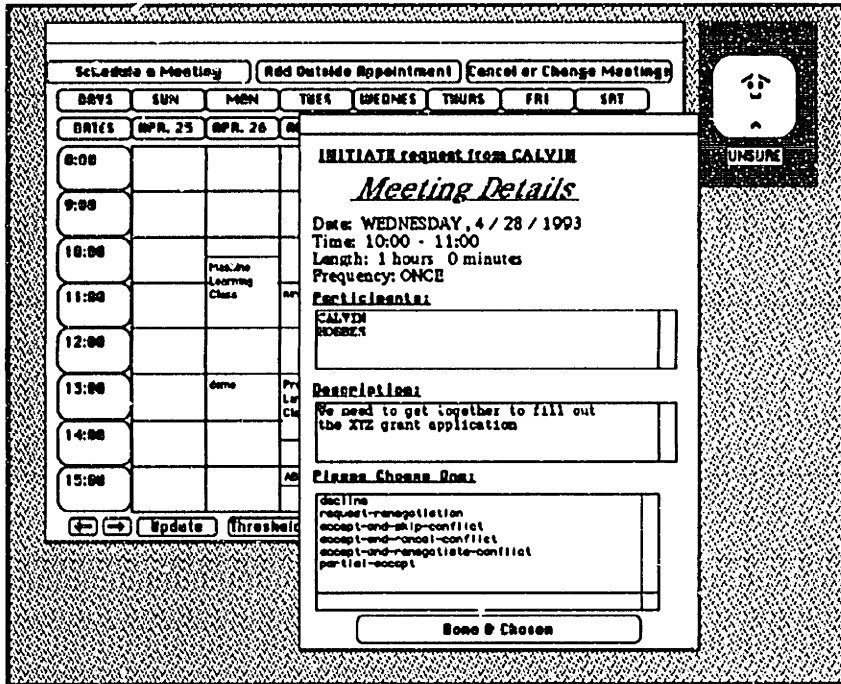 Schedule a Meeting Add Outside Appointment Cancel or Change Meetings
DAYS SUN MON TUES WEDNES THURS FRI SAT
DATES APR. 25 APR. 26
UNSURE
8:00
9:00
10:00
Machine
Learning
Class
11:00
12:00
13:00
demo
14:00
15:00
Update
INITIATE request from CALVIN
Meeting Details
Date: WEDNESDAY, 4 / 28 / 1993
Time: 10:00 - 11:00
Length: 1 hours 0 minutes
Frequency: ONCE
Participants:
CALVIN
HOBBES
Description:
We need to get together to fill out
the XYZ grant application
Please Choose One:
decline
request-renegotiation
accept-and-skip-conflict
accept-and-cancel-conflict
accept-and-renegotiate-conflict
partial-accept
Done & Chosen